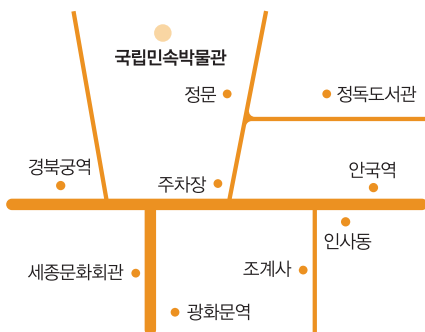 국립민속박물관
정문
정독도서관
경북궁역
주차장
안국역
인사동
세종문화회관
조계사
광화문역